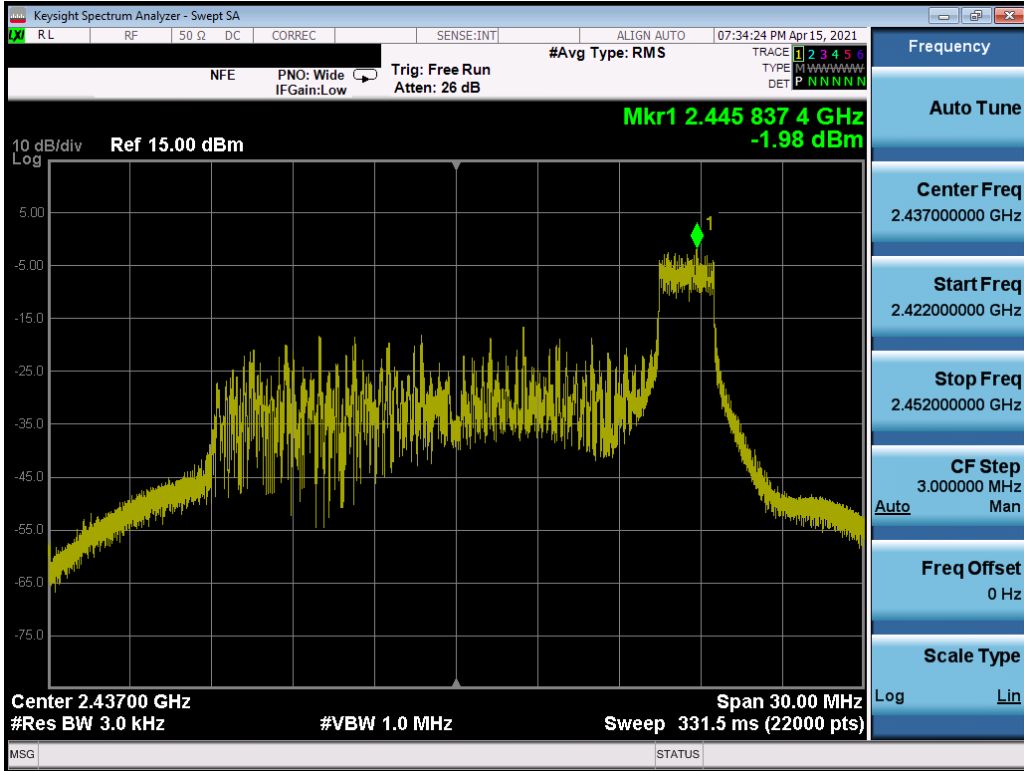 Keysight Spectrum Analyzer - Swept SA
LXI RL RF 50 Ω DC CORREC SENSE:INT ALIGN AUTO 07:34:24 PM Apr 15, 2021
NFE PNO: Wide Trig: Free Run #Avg Type: RMS TRACE 1 2 3 4 5 6
IFGain:Low Atten: 26 dB TYPE M W W W W W
DET P N N N N N
Mkr1 2.445 837 4 GHz
-1.98 dBm
10 dB/div Ref 15.00 dBm
Log
1
5.00
-5.00
-15.0
-25.0
-35.0
-45.0
-55.0
-65.0
-75.0
Center 2.43700 GHz Span 30.00 MHz
#Res BW 3.0 kHz #VBW 1.0 MHz Sweep 331.5 ms (22000 pts)
MSG STATUS
Frequency
Auto Tune
Center Freq
2.437000000 GHz
Start Freq
2.422000000 GHz
Stop Freq
2.452000000 GHz
CF Step
3.000000 MHz
Auto Man
Freq Offset
0 Hz
Scale Type
Log Lin